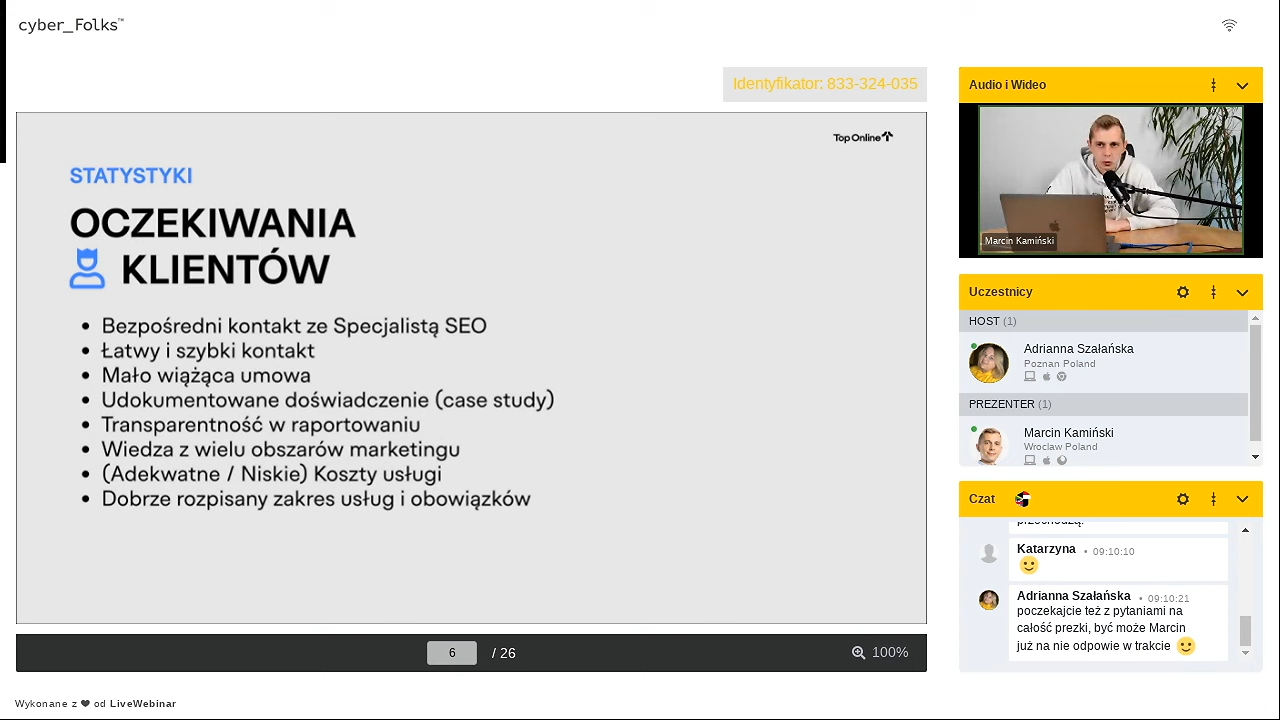 cyber_Folks™
Identyfikator: 833-324-035
Top Online
STATYSTYKI
OCZEKIWANIA
KLIENTÓW
• Bezpośredni kontakt ze Specjalistą SEO
• Łatwy i szybki kontakt
• Mało wiążąca umowa
• Udokumentowane doświadczenie (case study)
• Transparentność w raportowaniu
• Wiedza z wielu obszarów marketingu
• (Adekwatne / Niskie) Koszty usługi
• Dobrze rozpisany zakres usług i obowiązków
6 / 26
100%
Wykonane z ❤ od LiveWebinar
Audio i Wideo
Marcin Kamiński
Uczestnicy
HOST (1)
Adrianna Szałańska
Poznan Poland
PREZENTER (1)
Marcin Kamiński
Wroclaw Poland
Czat
przechodzą.
Katarzyna • 09:10:10
🙂
Adrianna Szałańska • 09:10:21
poczekajcie też z pytaniami na
całość prezki, być może Marcin
już na nie odpowie w trakcie 🙂